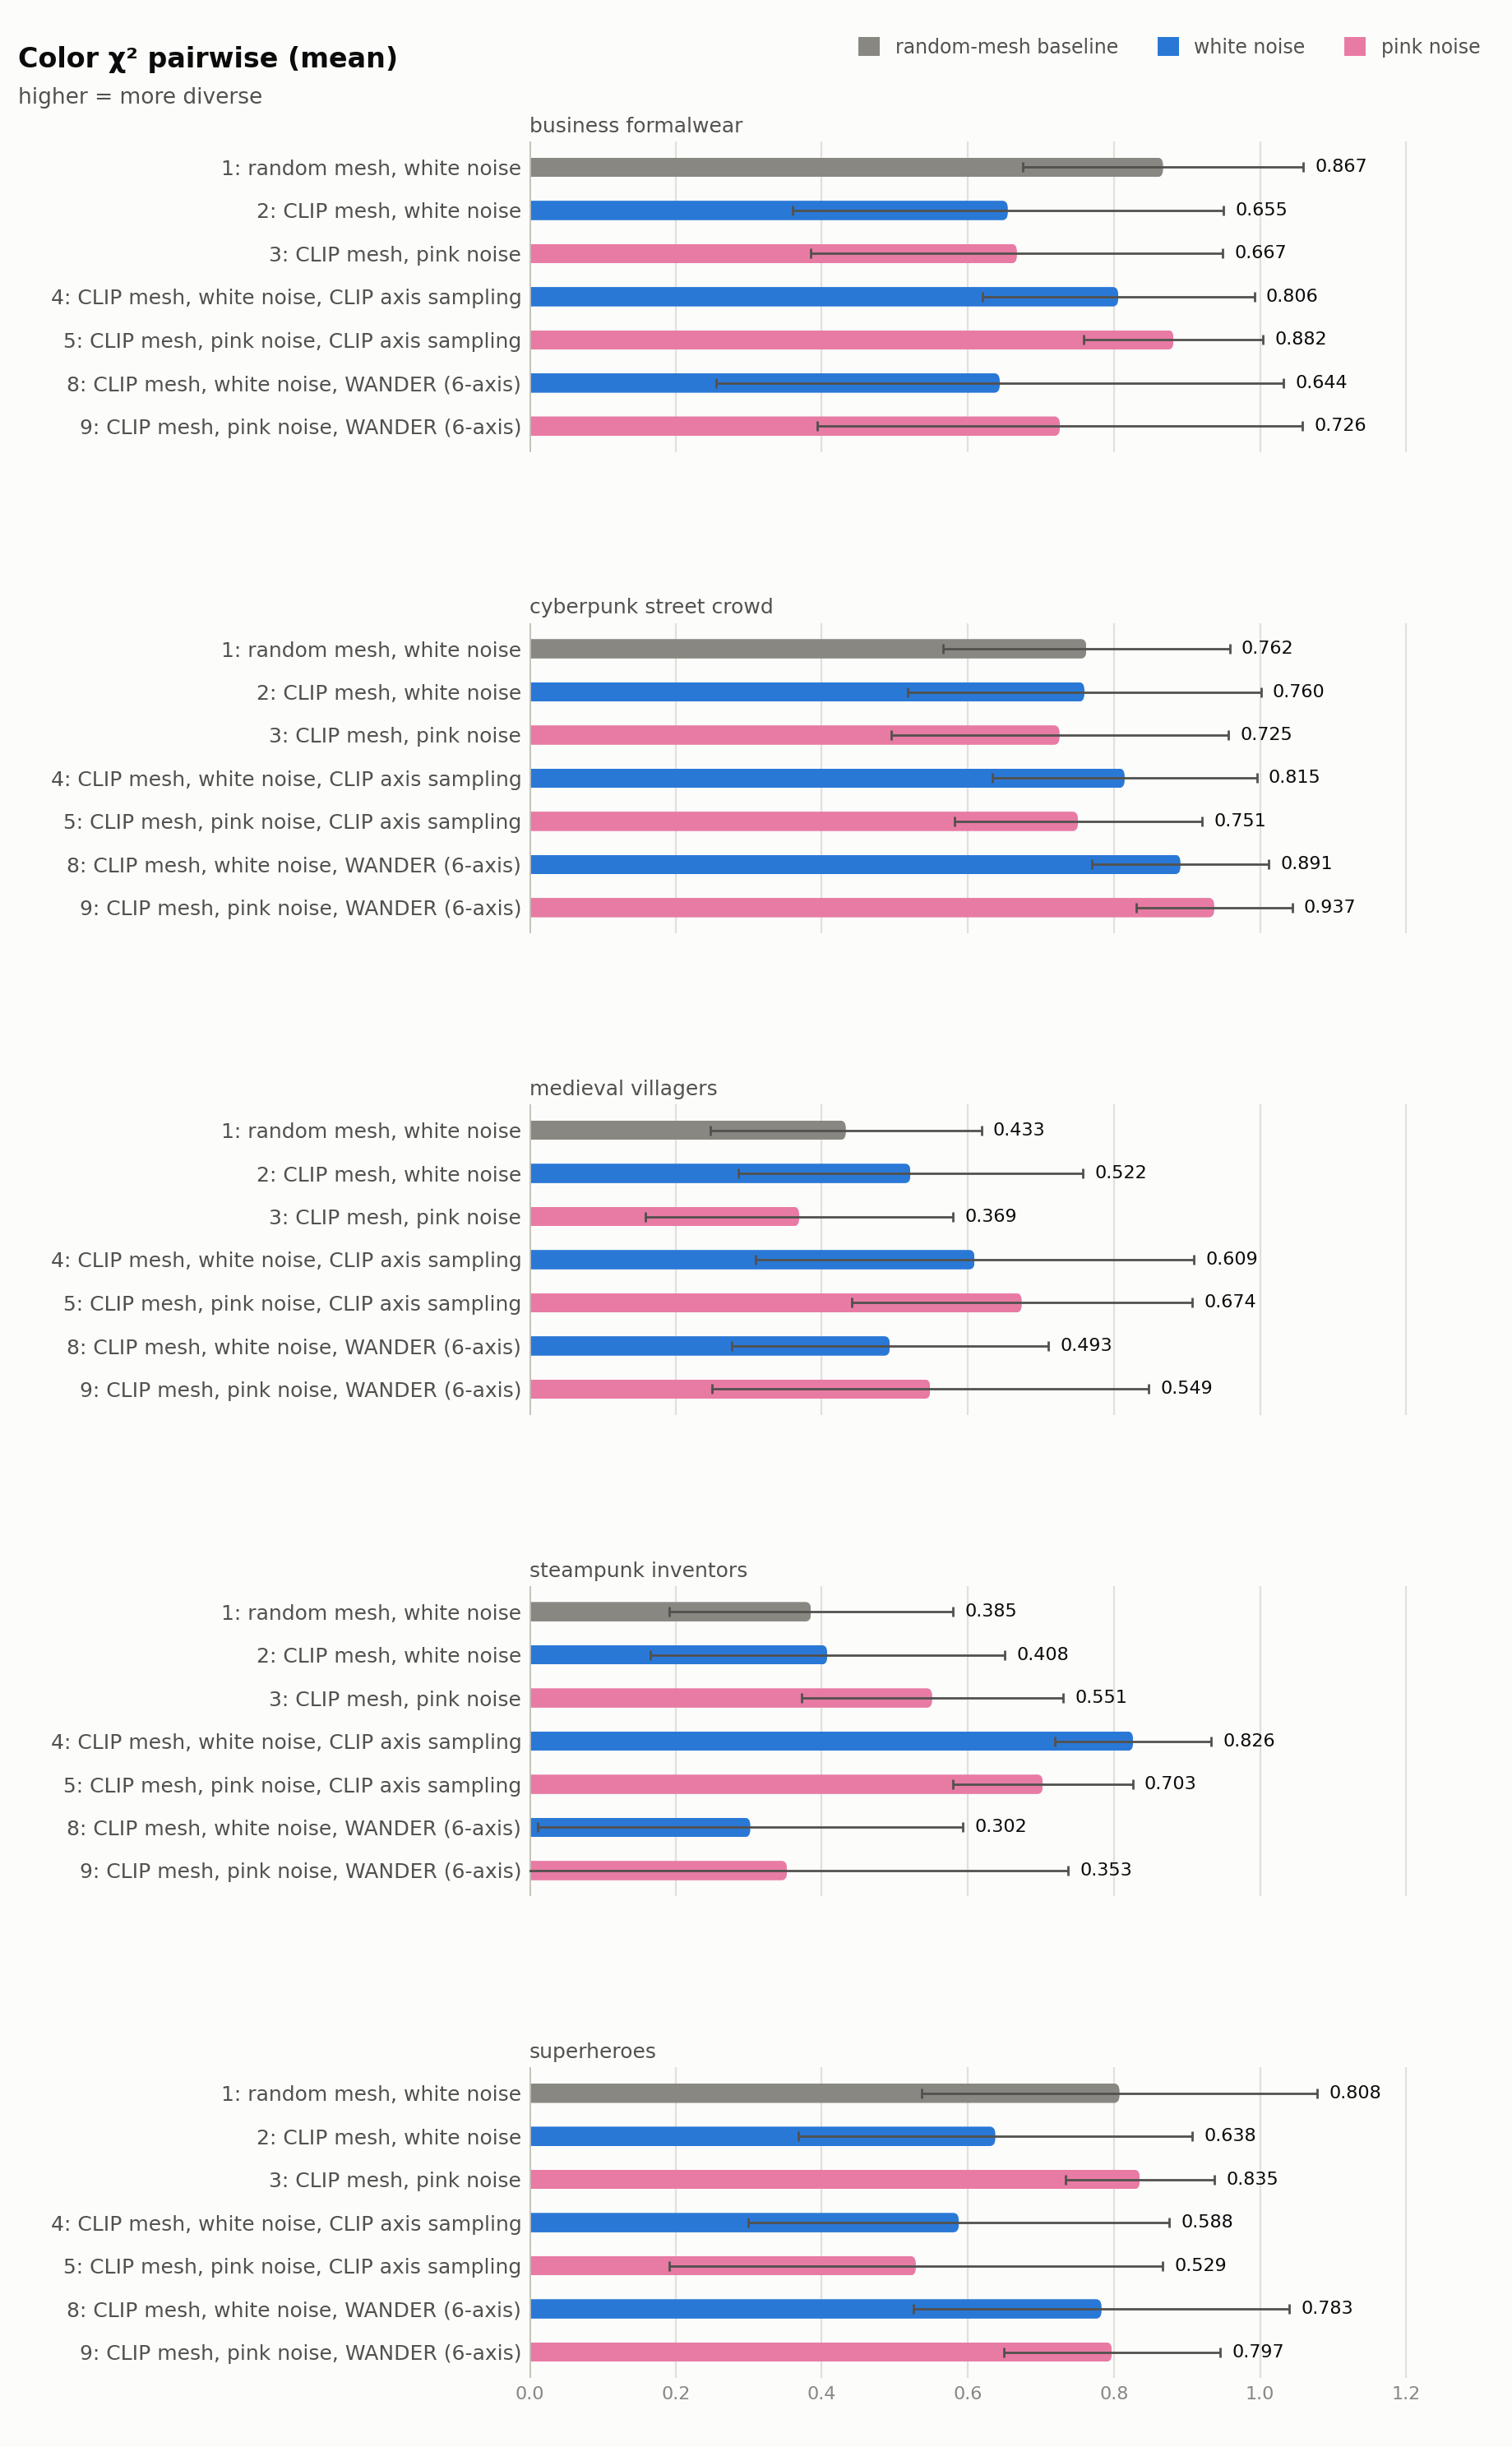 Color χ² pairwise (mean)
higher = more diverse
random-mesh baseline
white noise
pink noise
business formalwear
1: random mesh, white noise 0.867
2: CLIP mesh, white noise 0.655
3: CLIP mesh, pink noise 0.667
4: CLIP mesh, white noise, CLIP axis sampling 0.806
5: CLIP mesh, pink noise, CLIP axis sampling 0.882
8: CLIP mesh, white noise, WANDER (6-axis) 0.644
9: CLIP mesh, pink noise, WANDER (6-axis) 0.726
cyberpunk street crowd
1: random mesh, white noise 0.762
2: CLIP mesh, white noise 0.760
3: CLIP mesh, pink noise 0.725
4: CLIP mesh, white noise, CLIP axis sampling 0.815
5: CLIP mesh, pink noise, CLIP axis sampling 0.751
8: CLIP mesh, white noise, WANDER (6-axis) 0.891
9: CLIP mesh, pink noise, WANDER (6-axis) 0.937
medieval villagers
1: random mesh, white noise 0.433
2: CLIP mesh, white noise 0.522
3: CLIP mesh, pink noise 0.369
4: CLIP mesh, white noise, CLIP axis sampling 0.609
5: CLIP mesh, pink noise, CLIP axis sampling 0.674
8: CLIP mesh, white noise, WANDER (6-axis) 0.493
9: CLIP mesh, pink noise, WANDER (6-axis) 0.549
steampunk inventors
1: random mesh, white noise 0.385
2: CLIP mesh, white noise 0.408
3: CLIP mesh, pink noise 0.551
4: CLIP mesh, white noise, CLIP axis sampling 0.826
5: CLIP mesh, pink noise, CLIP axis sampling 0.703
8: CLIP mesh, white noise, WANDER (6-axis) 0.302
9: CLIP mesh, pink noise, WANDER (6-axis) 0.353
superheroes
1: random mesh, white noise 0.808
2: CLIP mesh, white noise 0.638
3: CLIP mesh, pink noise 0.835
4: CLIP mesh, white noise, CLIP axis sampling 0.588
5: CLIP mesh, pink noise, CLIP axis sampling 0.529
8: CLIP mesh, white noise, WANDER (6-axis) 0.783
9: CLIP mesh, pink noise, WANDER (6-axis) 0.797
0.0 0.2 0.4 0.6 0.8 1.0 1.2